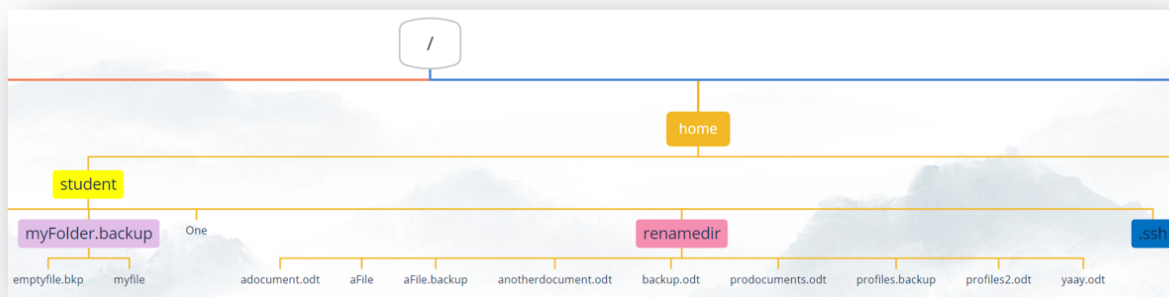 /
home
student
myFolder.backup
One
renamedir
.ssh
emptyfile.bkp
myfile
adocument.odt
aFile
aFile.backup
anotherdocument.odt
backup.odt
prodocuments.odt
profiles.backup
profiles2.odt
yaay.odt